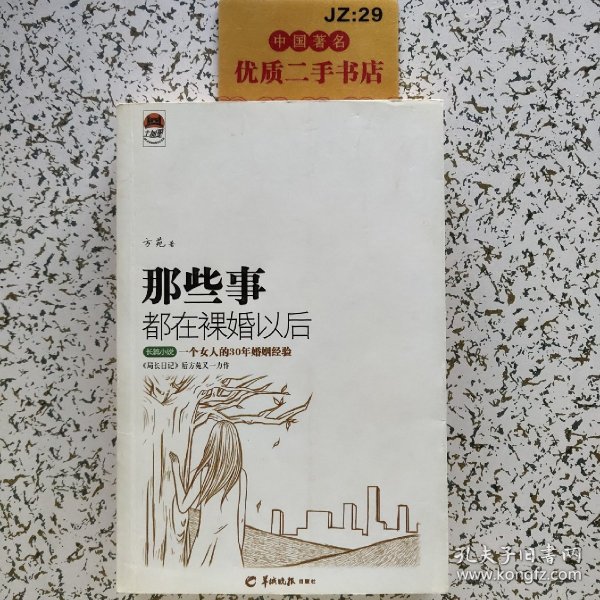 JZ:29
中国著名
优质二手书店
方苑 著
那些事
都在裸婚以后
长篇小说 一个女人的30年婚姻经验
《局长日记》后方苑又一力作
羊城晚报 出版社
孔夫子旧书网
www.kongfz.com